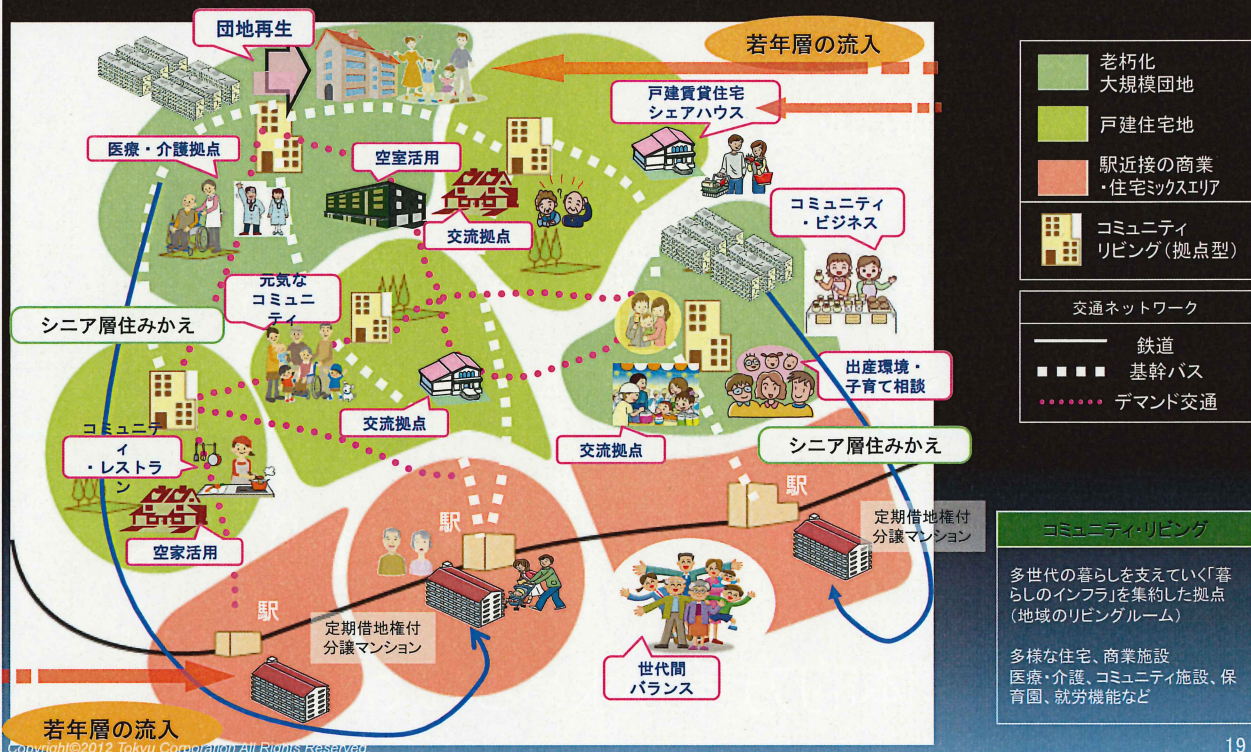 団地再生
若年層の流入
戸建賃貸住宅
シェアハウス
医療・介護拠点
空室活用
交流拠点
コミュニティ
・ビジネス
元気な
コミュニ
ティ
シニア層住みかえ
交流拠点
出産環境・
子育て相談
交流拠点
シニア層住みかえ
コミュニテ
ィ
・レストラ
ン
空家活用
駅
駅
駅
定期借地権付
分譲マンション
定期借地権付
分譲マンション
世代間
バランス
若年層の流入
老朽化
大規模団地
戸建住宅地
駅近接の商業
・住宅ミックスエリア
コミュニティ
リビング(拠点型)
交通ネットワーク
鉄道
基幹バス
デマンド交通
コミュニティ・リビング
多世代の暮らしを支えていく「暮
らしのインフラ」を集約した拠点
(地域のリビングルーム)
多様な住宅、商業施設
医療・介護、コミュニティ施設、保
育園、就労機能など
Copyright©2012 Tokyu Corporation All Rights Reserved
19